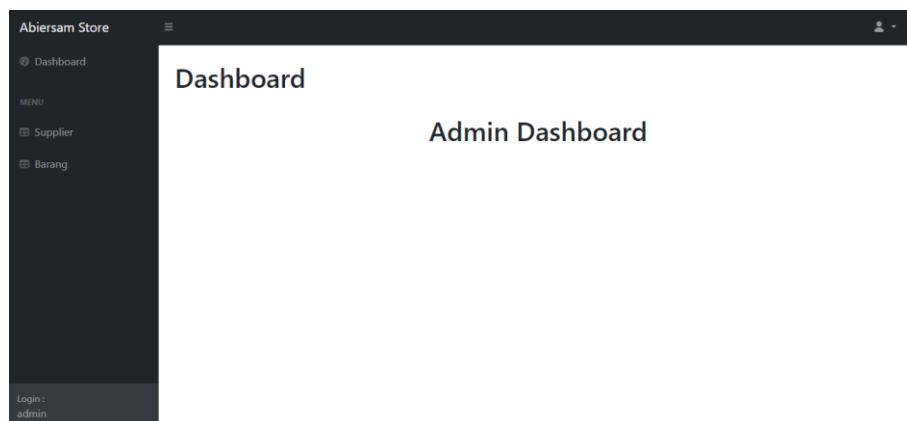 Abiersam Store
Dashboard
MENU
Supplier
Barang
Login :
admin
Dashboard
Admin Dashboard